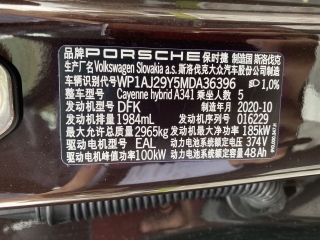 品牌 PORSCHE 保时捷 制造国 斯洛伐克
Volkswagen Slovakia a.s. 斯洛伐克大众汽车股份公司制造
车辆识别代号 WP1AJ29Y5MDA36396 1,0%
整车型号 Cayenne hybrid A341 乘坐人数 5
发动机型号 DFK 制造年月 2020-10
发动机排量 1984mL 发动机序列号 016229
最大允许总质量 2965kg 发动机最大净功率 185kW
驱动电机型号 EAL 动力电池系统额定电压 374V
驱动电机峰值功率 100kW 动力电池系统额定容量 48Ah